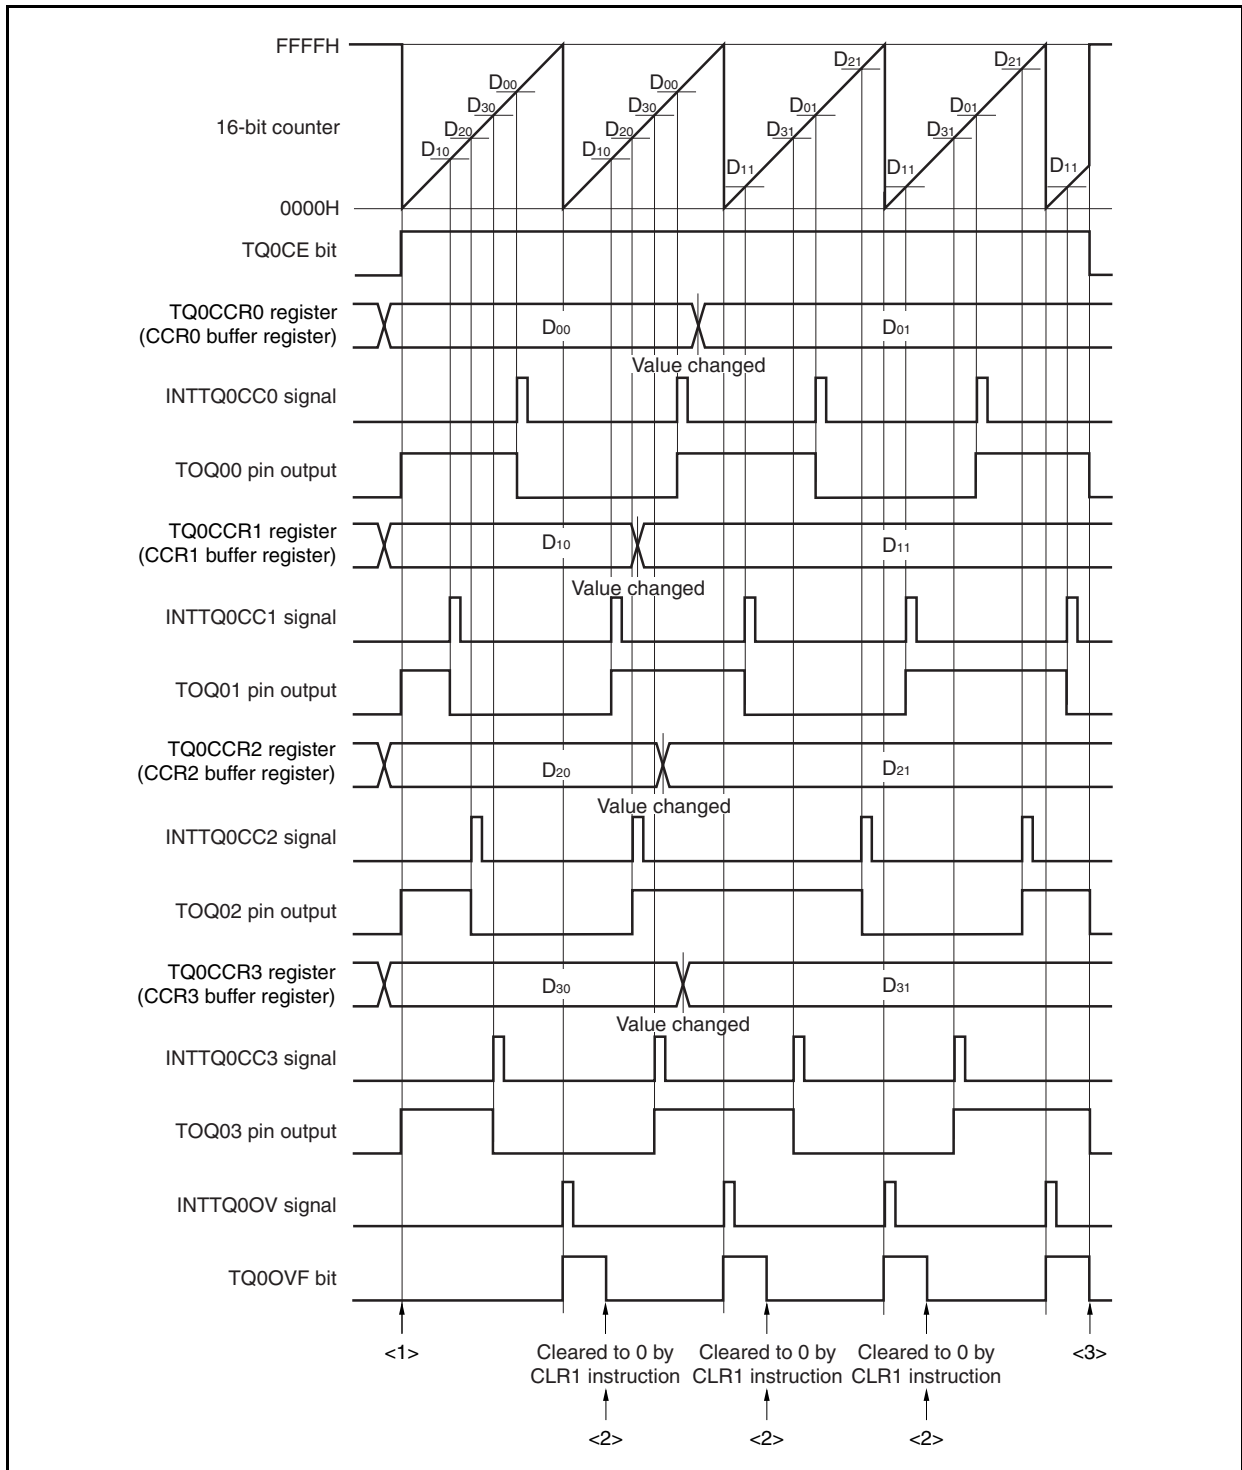 FFFFH
D21 D21
D00 D00
D30 D30 D01 D01
16-bit counter
D20 D20 D31 D31
D10 D10
D11 D11 D11
0000H
TQ0CE bit
TQ0CCR0 register
(CCR0 buffer register)
D00 D01
Value changed
INTTQ0CC0 signal
TOQ00 pin output
TQ0CCR1 register
(CCR1 buffer register)
D10 D11
Value changed
INTTQ0CC1 signal
TOQ01 pin output
TQ0CCR2 register
(CCR2 buffer register)
D20 D21
Value changed
INTTQ0CC2 signal
TOQ02 pin output
TQ0CCR3 register
(CCR3 buffer register)
D30 D31
Value changed
INTTQ0CC3 signal
TOQ03 pin output
INTTQ0OV signal
TQ0OVF bit
<1> Cleared to 0 by Cleared to 0 by Cleared to 0 by <3>
CLR1 instruction CLR1 instruction CLR1 instruction
<2> <2> <2>